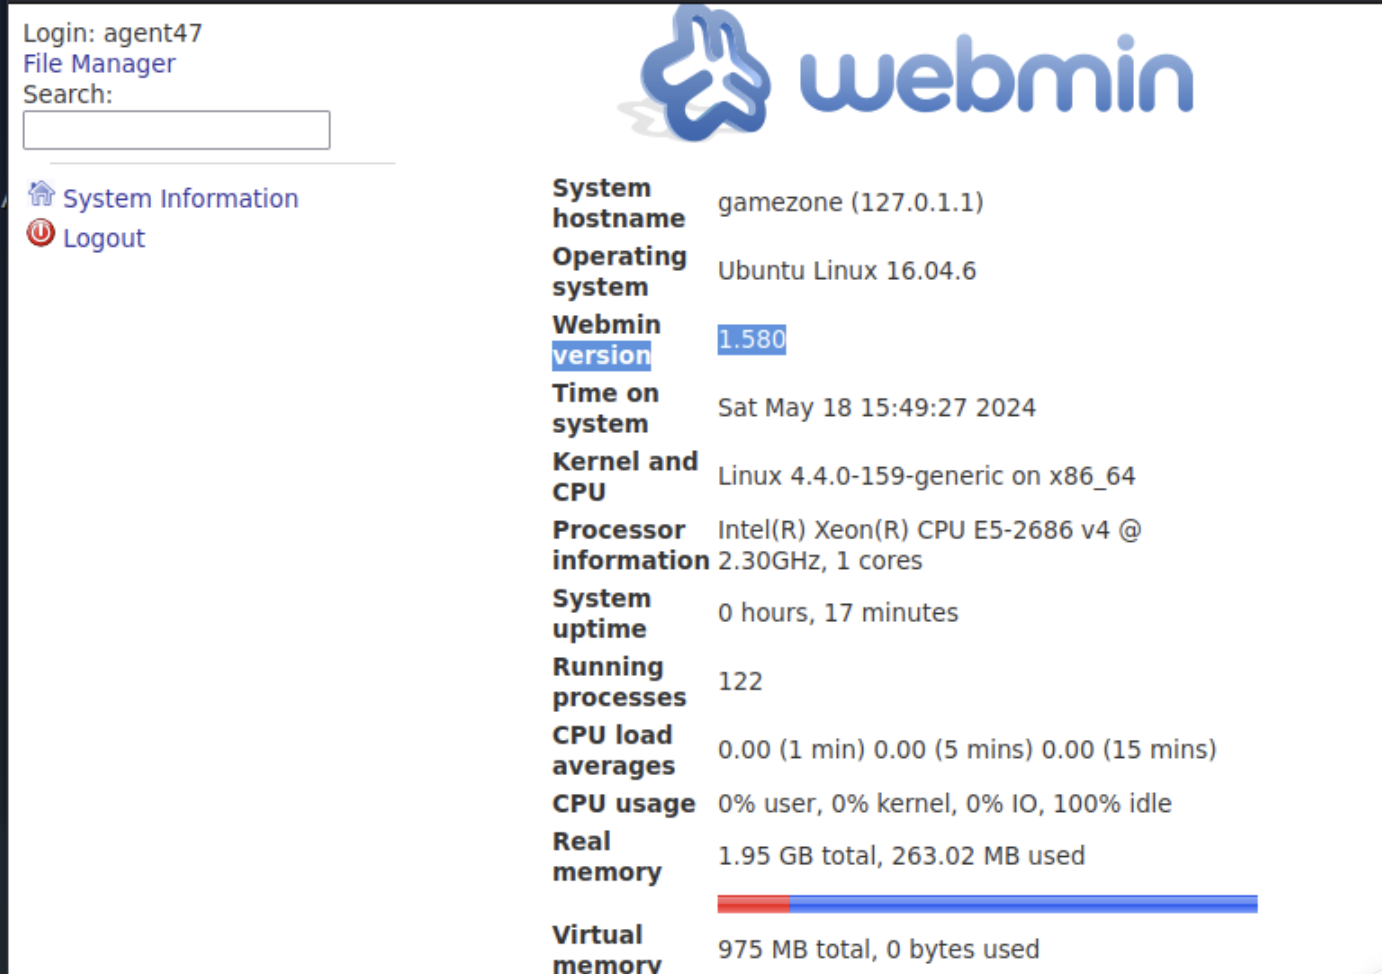 Login: agent47
File Manager
Search:
System Information
Logout
webmin
System hostname gamezone (127.0.1.1)
Operating system Ubuntu Linux 16.04.6
Webmin version 1.580
Time on system Sat May 18 15:49:27 2024
Kernel and CPU Linux 4.4.0-159-generic on x86_64
Processor information Intel(R) Xeon(R) CPU E5-2686 v4 @ 2.30GHz, 1 cores
System uptime 0 hours, 17 minutes
Running processes 122
CPU load averages 0.00 (1 min) 0.00 (5 mins) 0.00 (15 mins)
CPU usage 0% user, 0% kernel, 0% IO, 100% idle
Real memory 1.95 GB total, 263.02 MB used
Virtual memory 975 MB total, 0 bytes used